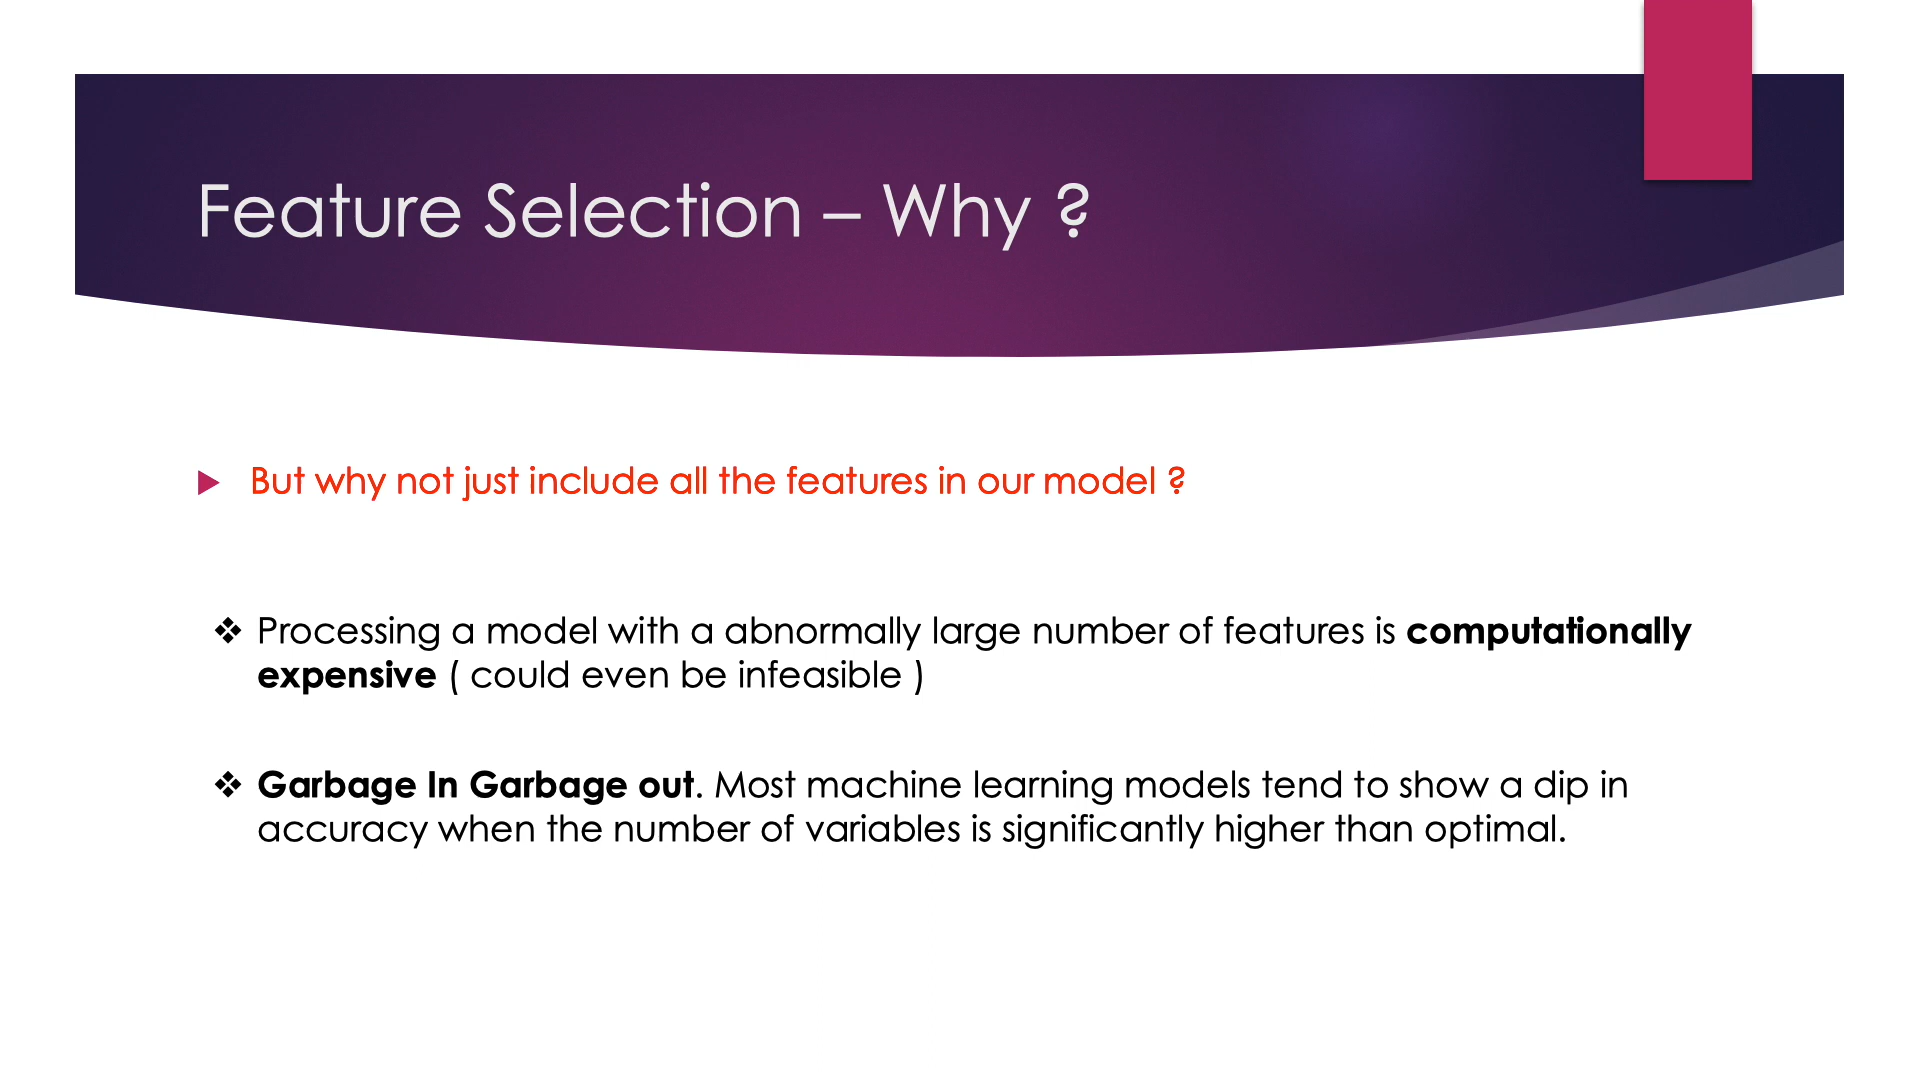 Feature Selection – Why ?
But why not just include all the features in our model ?
Processing a model with a abnormally large number of features is computationally
expensive ( could even be infeasible )
Garbage In Garbage out. Most machine learning models tend to show a dip in
accuracy when the number of variables is significantly higher than optimal.